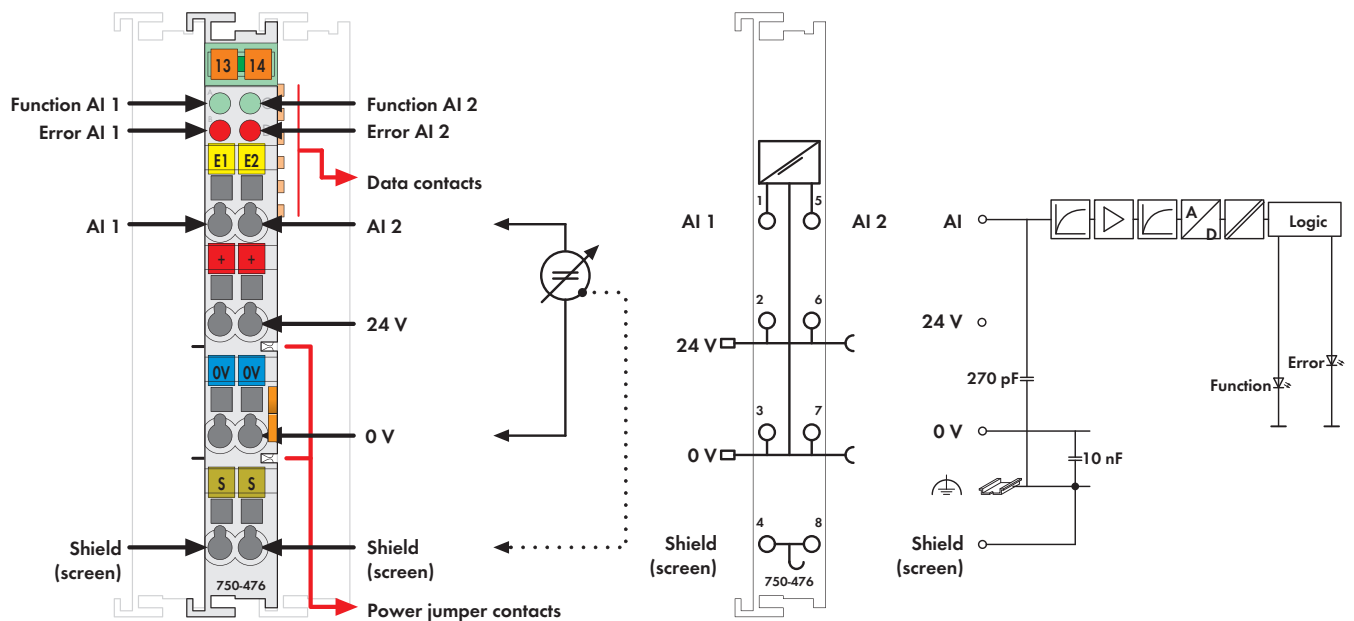 13 14
Function AI 1
Function AI 2
Error AI 1
Error AI 2
E1 E2
Data contacts
AI 1
AI 2
+ +
24 V
0V 0V
0 V
S S
Shield
(screen)
Shield
(screen)
750-476
Power jumper contacts
1
5
AI 1
AI 2
2
6
24 V
3
7
0 V
4
8
Shield
(screen)
750-476
AI
A
D
Logic
24 V
270 pF
Function
Error
0 V
10 nF
Shield
(screen)